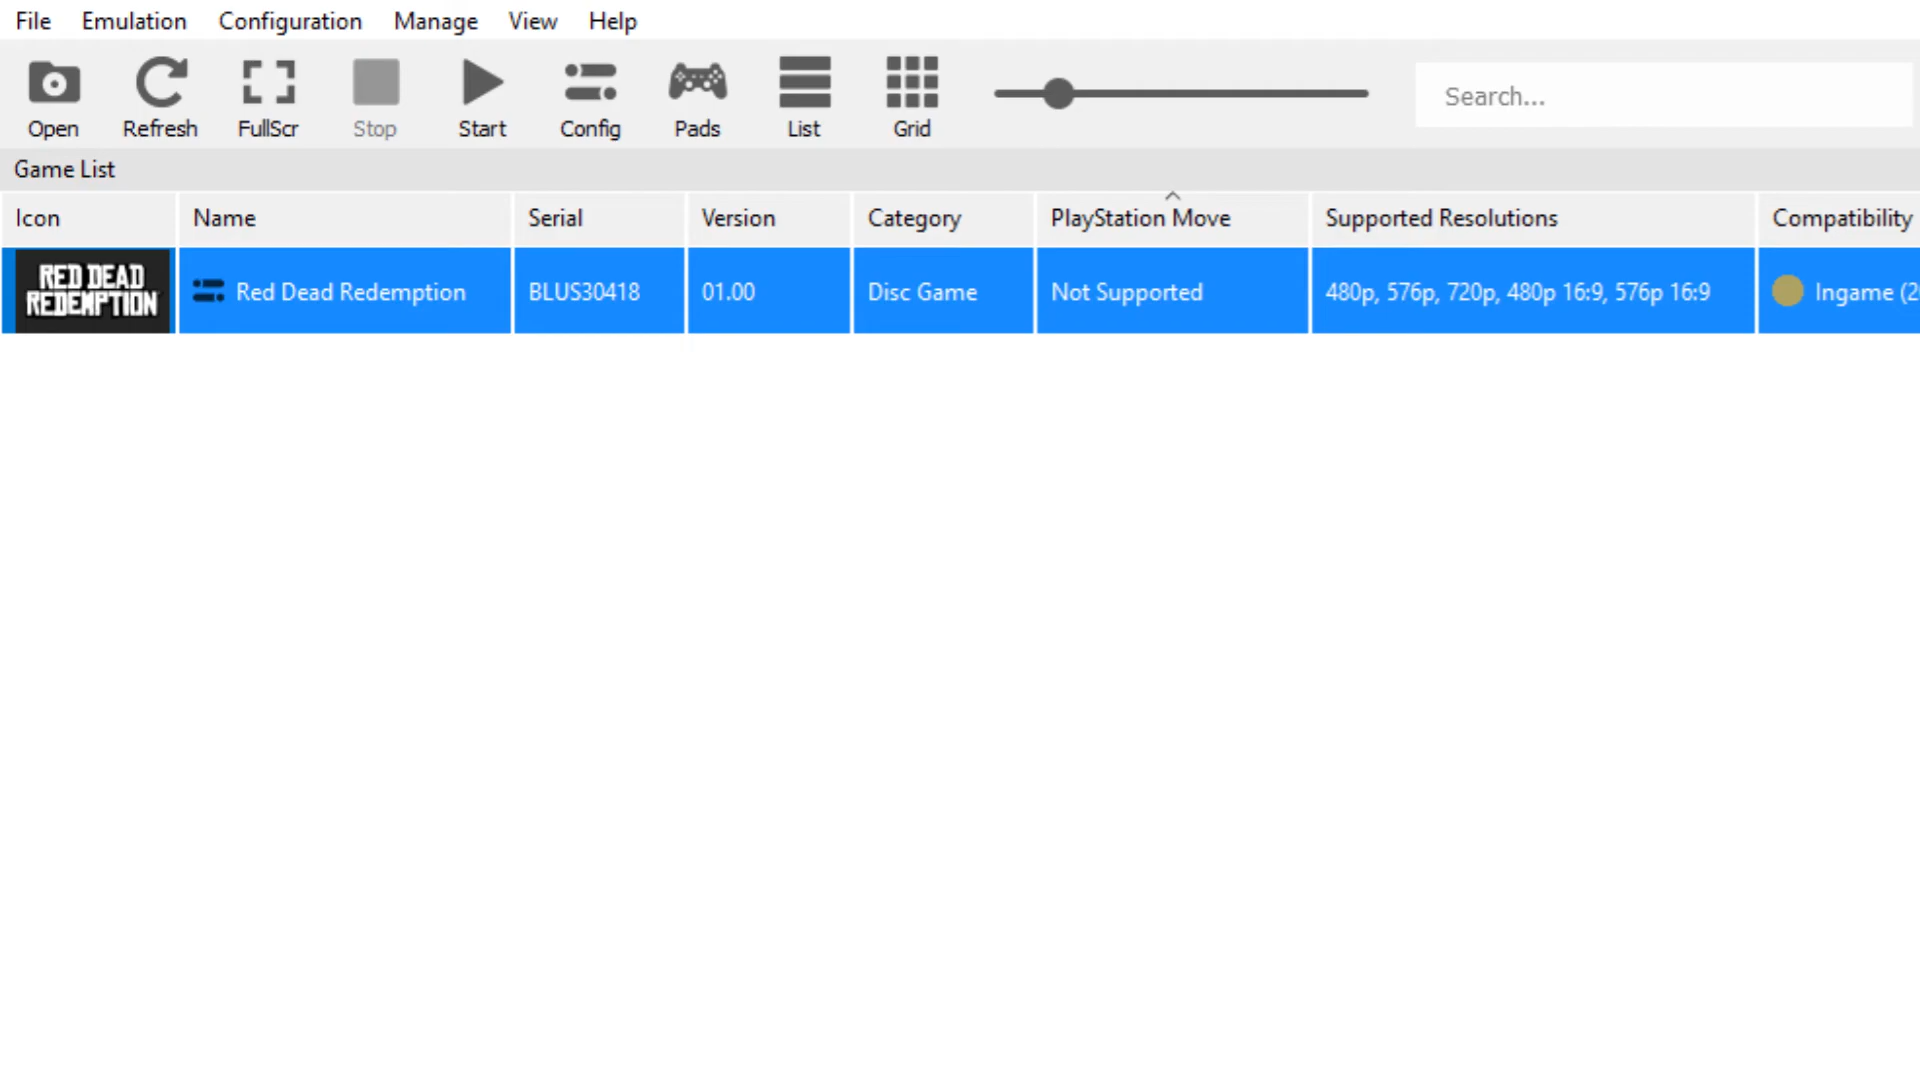 File Emulation Configuration Manage View Help
Open Refresh FullScr Stop Start Config Pads List Grid Search...
Game List
Icon Name Serial Version Category PlayStation Move Supported Resolutions Compatibility
RED DEAD
REDEMPTION
Red Dead Redemption BLUS30418 01.00 Disc Game Not Supported 480p, 576p, 720p, 480p 16:9, 576p 16:9 Ingame (2